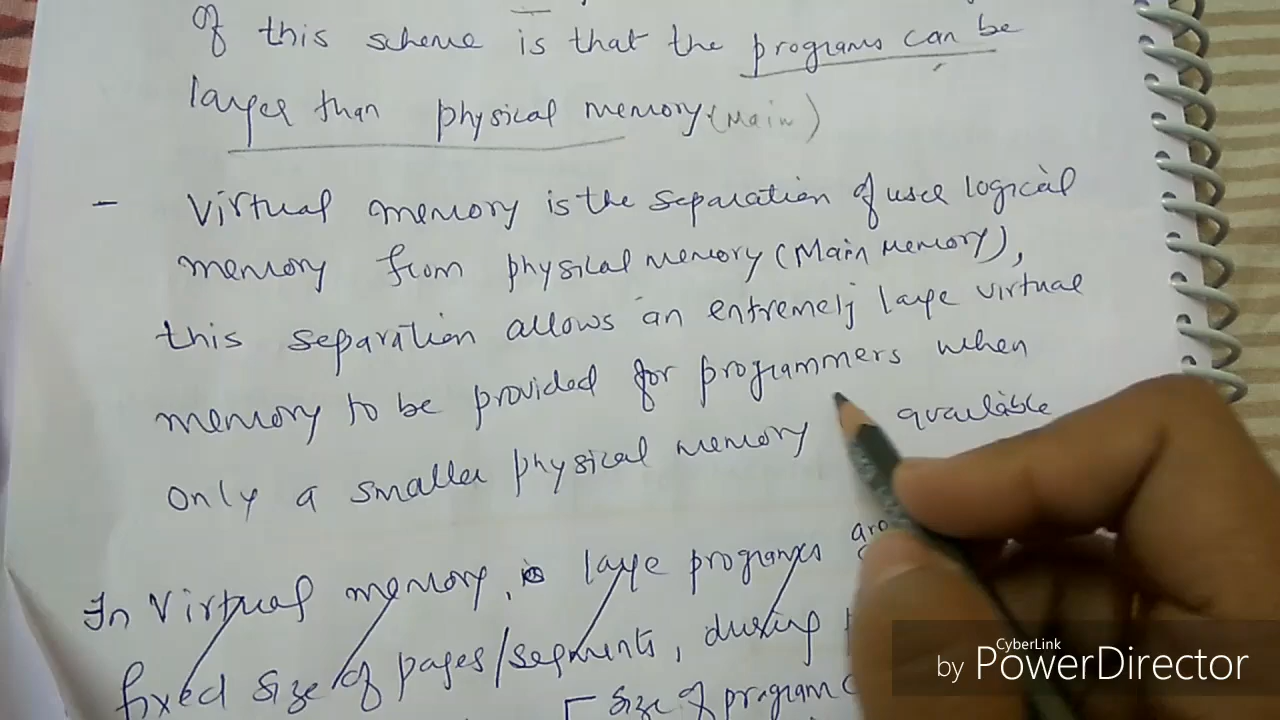 of this scheme is that the programs can be
larger than physical memory (Main)
- Virtual memory is the separation of user logical
memory from physical memory (Main Memory),
this separation allows an extremely large virtual
memory to be provided for programmers when
only a smaller physical memory available
In Virtual memory, large programs are
fixed size of pages/segments, during
size of program
CyberLink
by PowerDirector